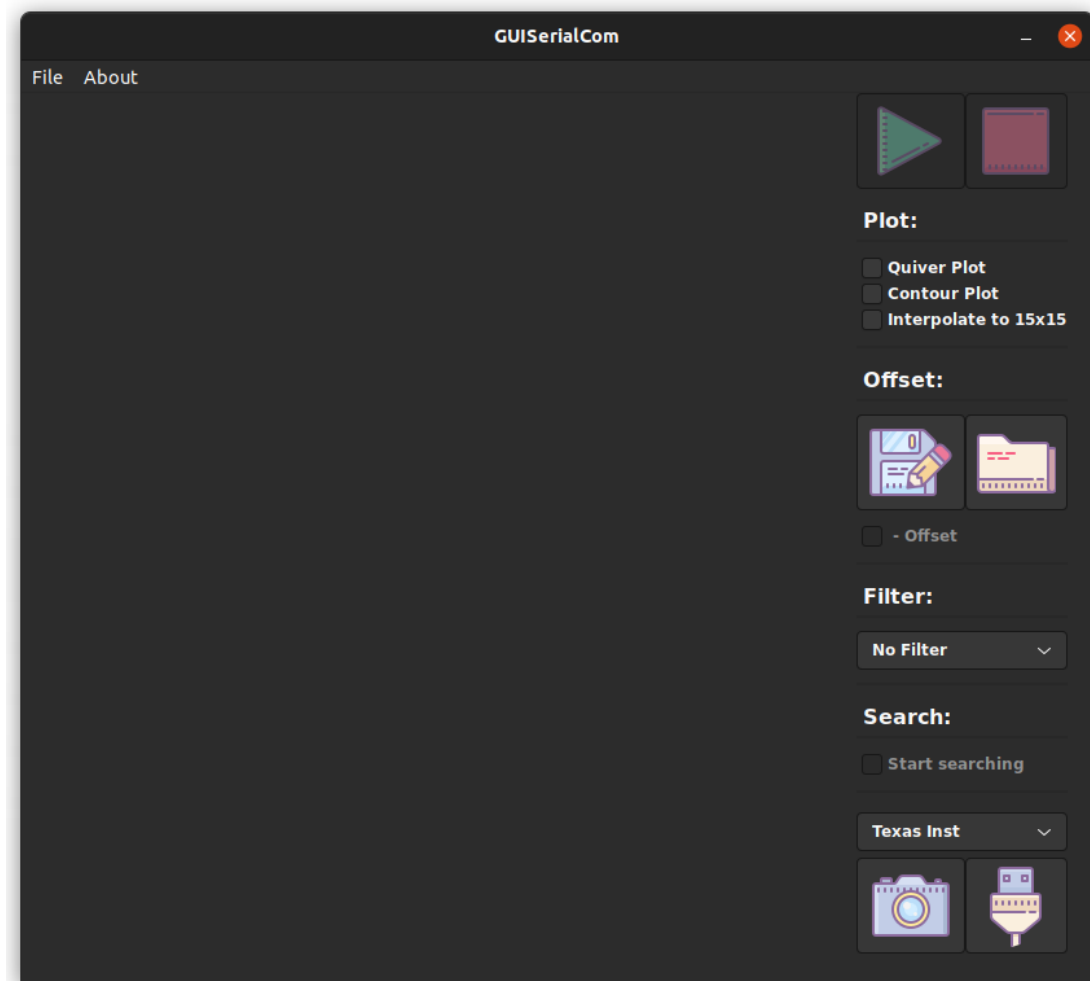 GUISerialCom
File About
Plot:
Quiver Plot
Contour Plot
Interpolate to 15x15
Offset:
- Offset
Filter:
No Filter
Search:
Start searching
Texas Inst